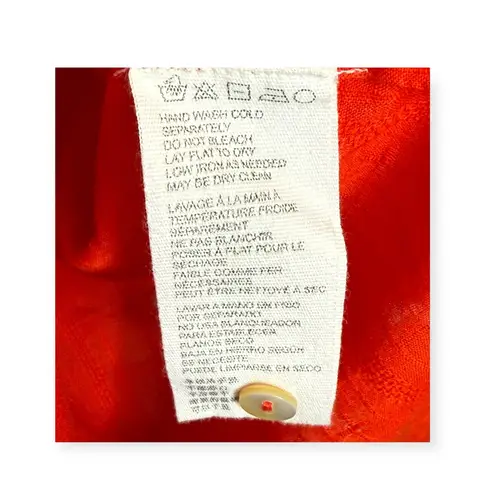 HAND WASH COLD
SEPARATELY
DO NOT BLEACH
LAY FLAT TO DRY
LOW IRON AS NEEDED
MAY BE DRY CLEAN
LAVAGE À LA MAIN À
TEMPÉRATURE FROIDE
SÉPARÉMENT
NE PAS BLANCHIR
POSER À PLAT POUR LE
SÉCHAGE
FAIBLE COMME FER
NÉCESSAIRES
PEUT ÊTRE NETTOYÉ À SEC
LAVAR A MANO EN FRIO
POR SEPARADO
NO USA BLANQUEADOR
PARA ESTABLECER
PLANOS SECO
BAJA EN HIERRO SEGÚN
SE NECESITE
PUEDE LIMPIARSE EN SECO